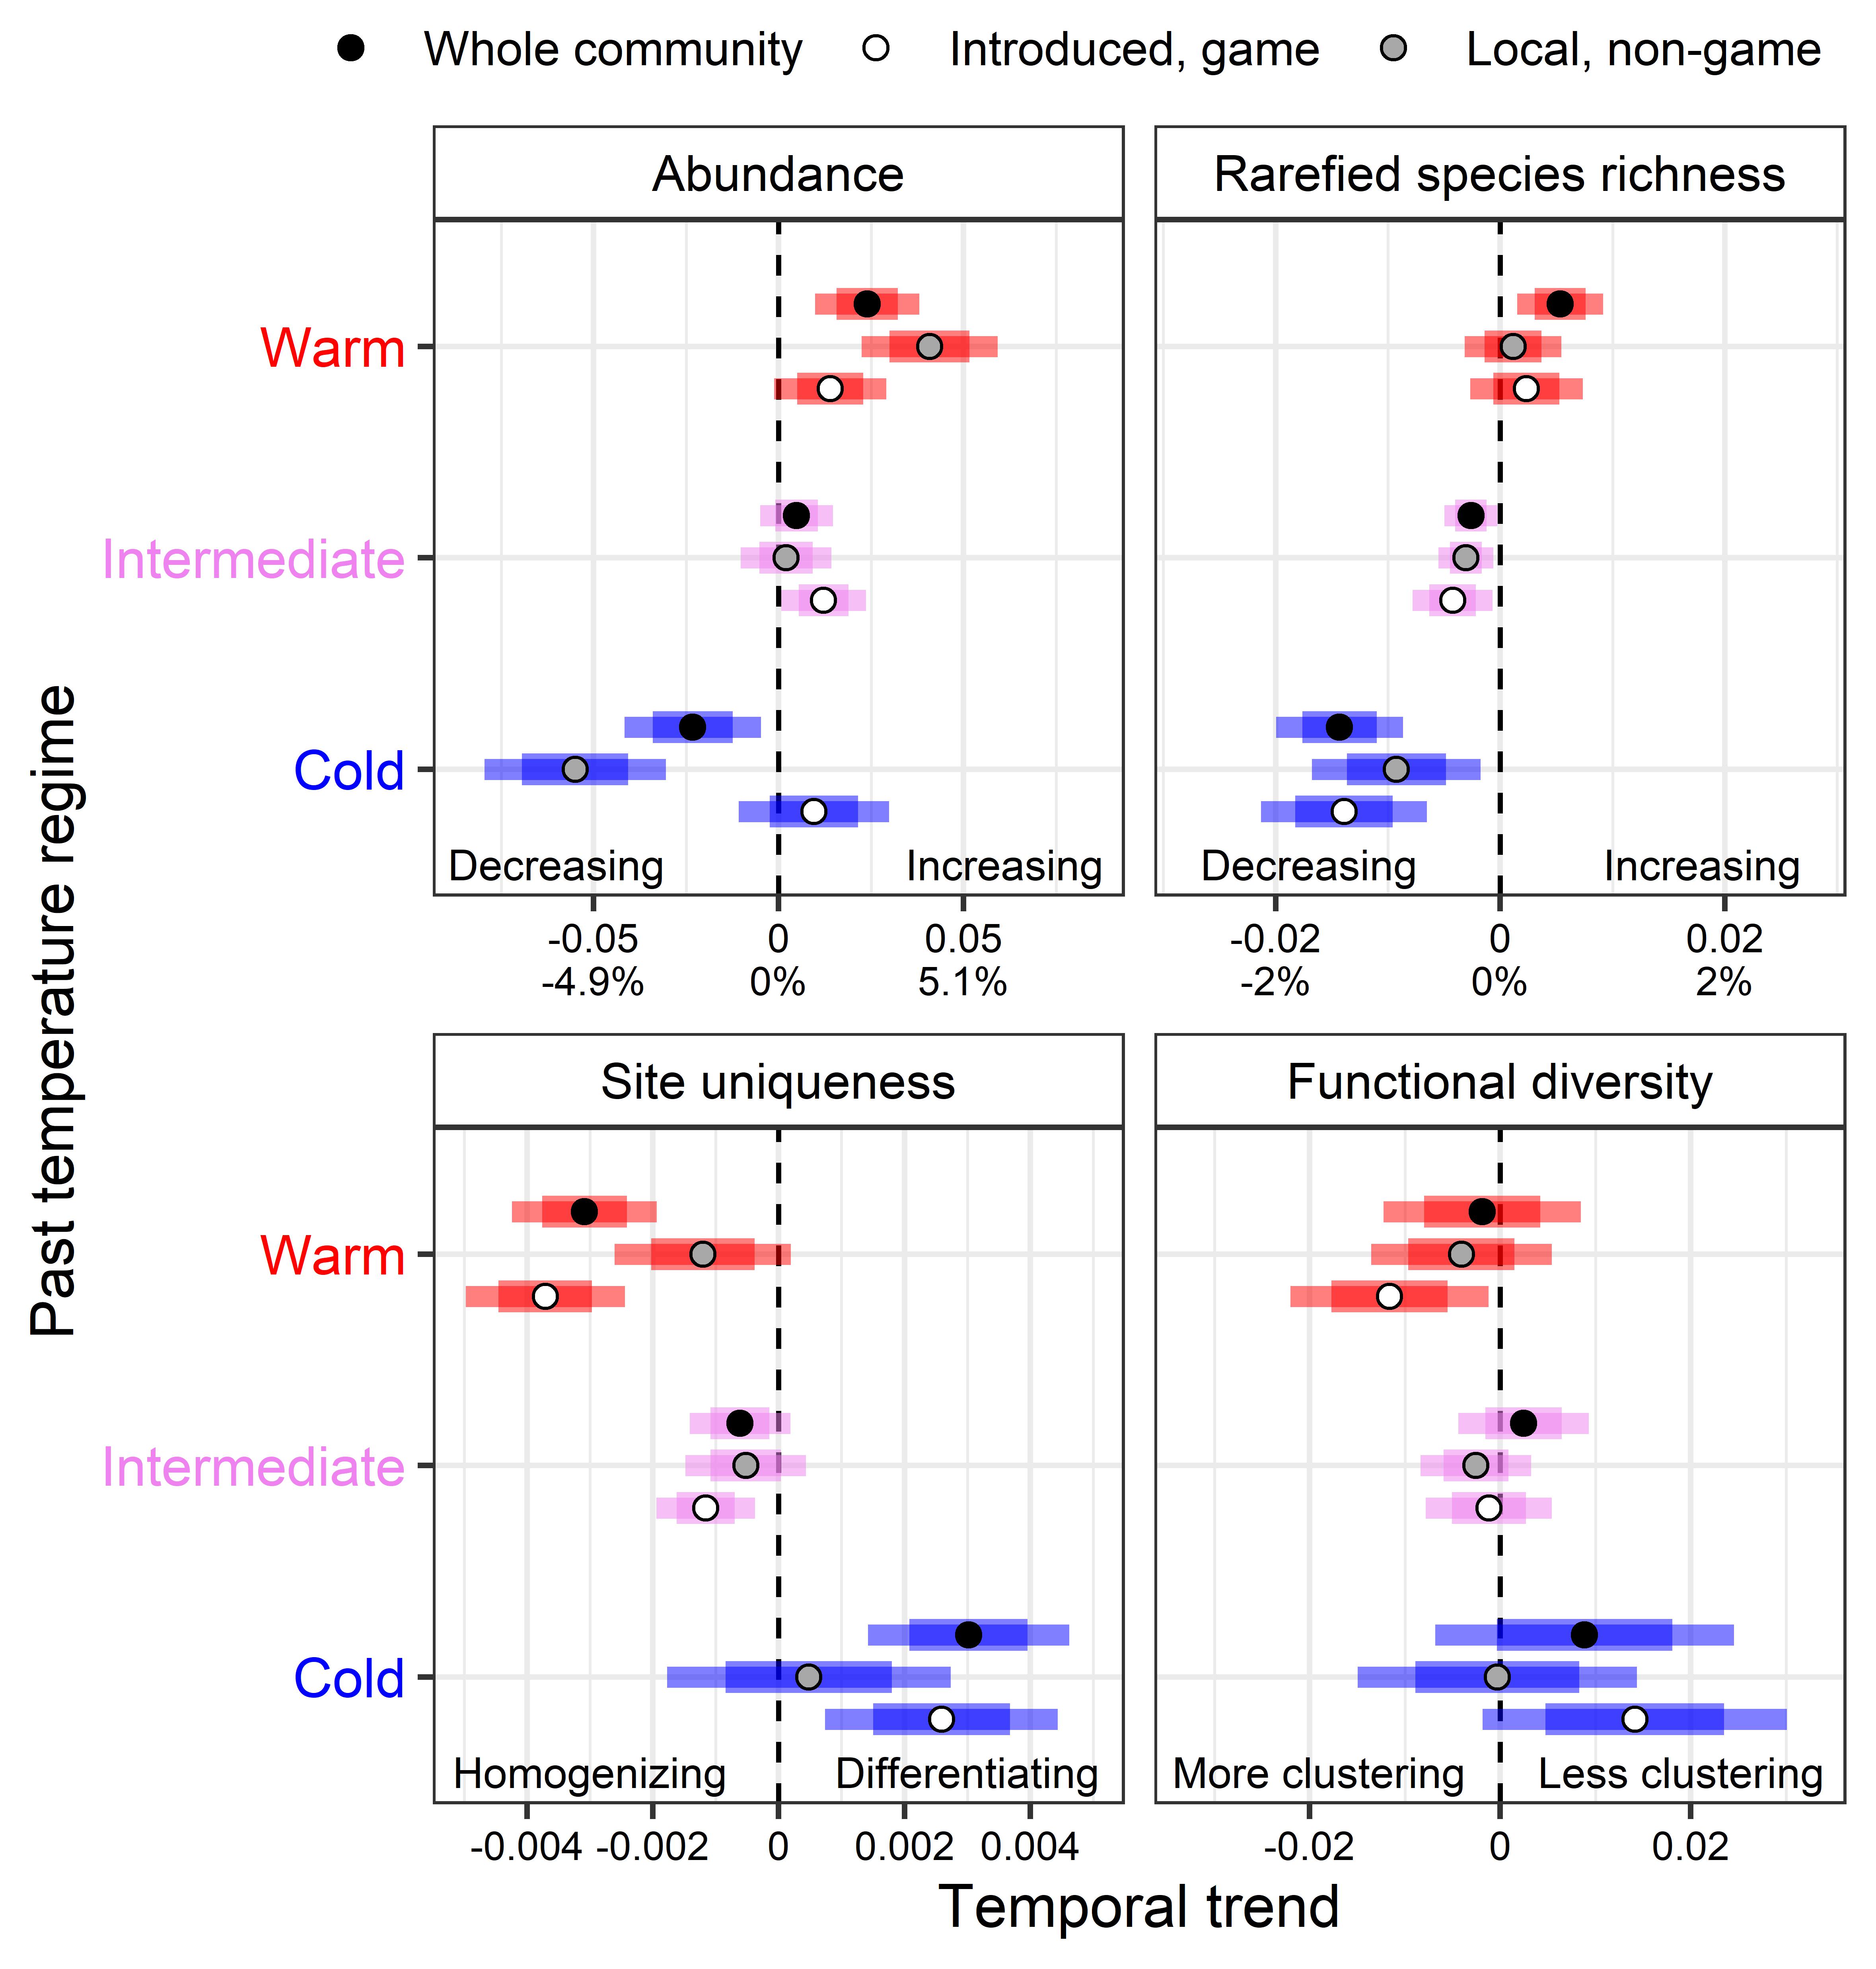 Whole community Introduced, game Local, non-game
Abundance Rarefied species richness
Past temperature regime
Warm
Intermediate
Cold
Decreasing Increasing Decreasing Increasing
-0.05 0 0.05 -0.02 0 0.02
-4.9% 0% 5.1% -2% 0% 2%
Site uniqueness Functional diversity
Warm
Intermediate
Cold
Homogenizing Differentiating More clustering Less clustering
-0.004 -0.002 0 0.002 0.004 -0.02 0 0.02
Temporal trend